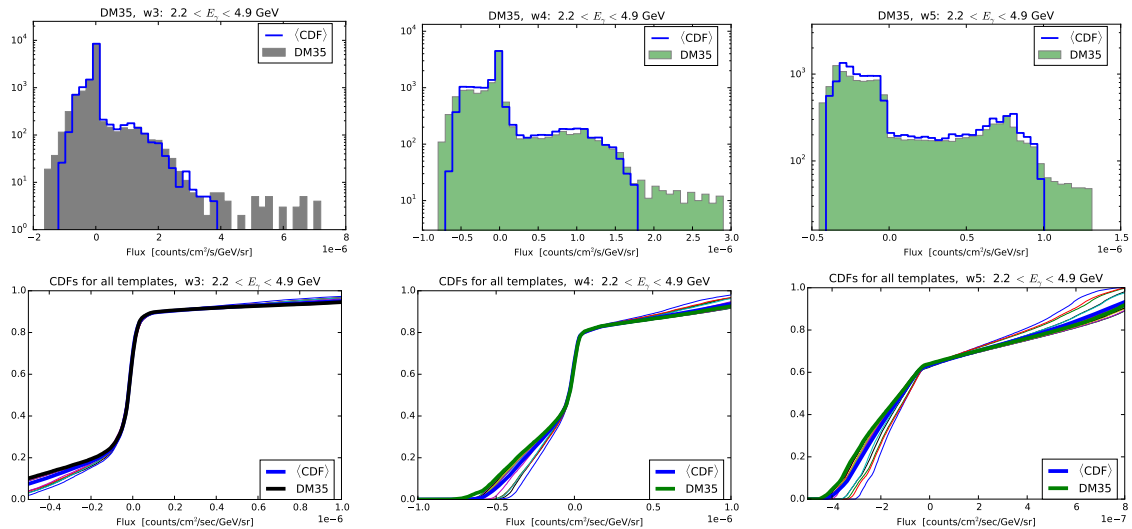 DM35, w3: 2.2 < E_γ < 4.9 GeV
10^4
10^3
10^2
10^1
10^0
⟨CDF⟩
DM35
−2 0 2 4 6 8
1e−6
Flux [counts/cm²/s/GeV/sr]
DM35, w4: 2.2 < E_γ < 4.9 GeV
10^4
10^3
10^2
10^1
⟨CDF⟩
DM35
−1.0 −0.5 0.0 0.5 1.0 1.5 2.0 2.5 3.0
1e−6
Flux [counts/cm²/s/GeV/sr]
DM35, w5: 2.2 < E_γ < 4.9 GeV
10^3
10^2
⟨CDF⟩
DM35
−0.5 0.0 0.5 1.0 1.5
1e−6
Flux [counts/cm²/s/GeV/sr]
CDFs for all templates, w3: 2.2 < E_γ < 4.9 GeV
1.0
0.8
0.6
0.4
0.2
0.0
⟨CDF⟩
DM35
−0.4 −0.2 0.0 0.2 0.4 0.6 0.8 1.0
1e−6
Flux [counts/cm²/sec/GeV/sr]
CDFs for all templates, w4: 2.2 < E_γ < 4.9 GeV
1.0
0.8
0.6
0.4
0.2
0.0
⟨CDF⟩
DM35
−1.0 −0.5 0.0 0.5 1.0
1e−6
Flux [counts/cm²/sec/GeV/sr]
CDFs for all templates, w5: 2.2 < E_γ < 4.9 GeV
1.0
0.8
0.6
0.4
0.2
0.0
⟨CDF⟩
DM35
−4 −2 0 2 4 6 8
1e−7
Flux [counts/cm²/sec/GeV/sr]